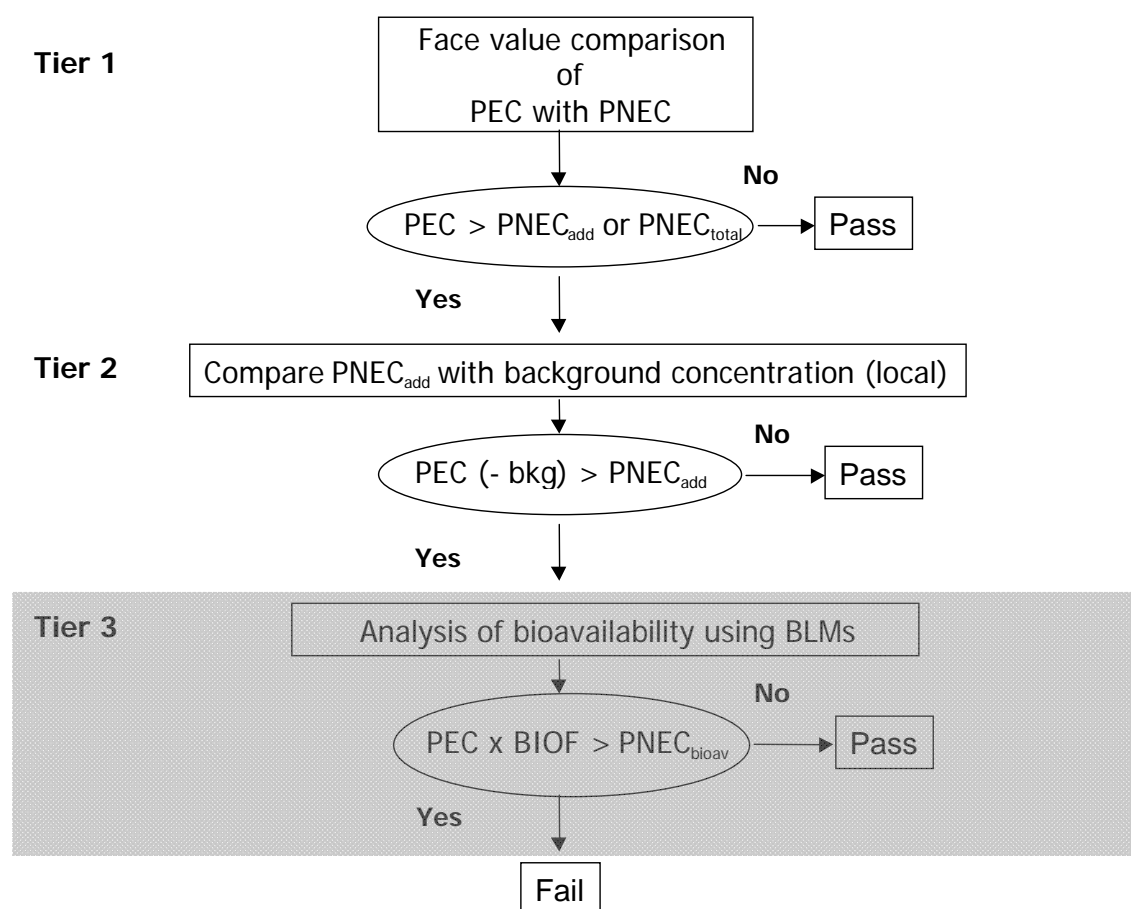 Tier 1
Face value comparison
of
PEC with PNEC
No
PEC > PNECadd or PNECtotal
Pass
Yes
Tier 2
Compare PNECadd with background concentration (local)
No
PEC (- bkg) > PNECadd
Pass
Yes
Tier 3
Analysis of bioavailability using BLMs
No
PEC x BIOF > PNECbioav
Pass
Yes
Fail